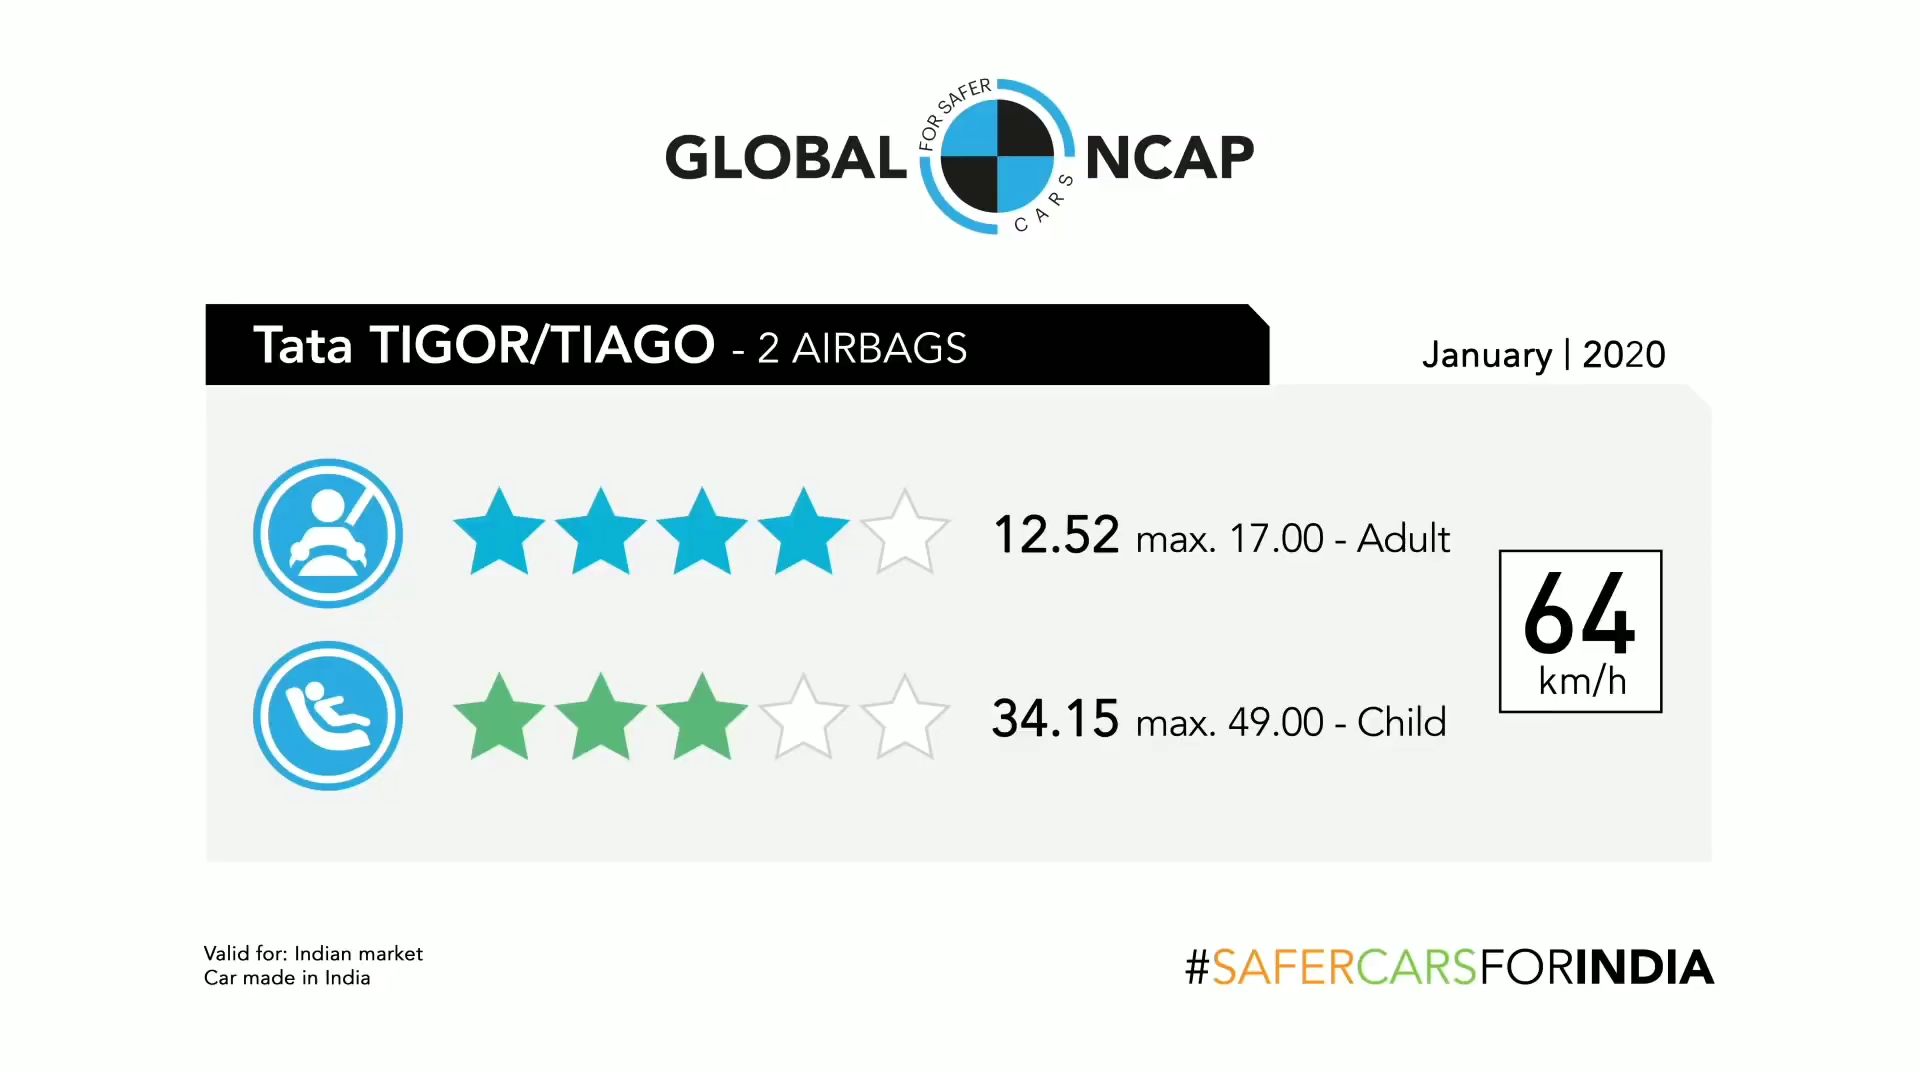 GLOBAL FOR SAFER CARS NCAP
Tata TIGOR/TIAGO - 2 AIRBAGS
January | 2020
12.52 max. 17.00 - Adult
34.15 max. 49.00 - Child
64
km/h
Valid for: Indian market
Car made in India
#SAFERCARSFORINDIA